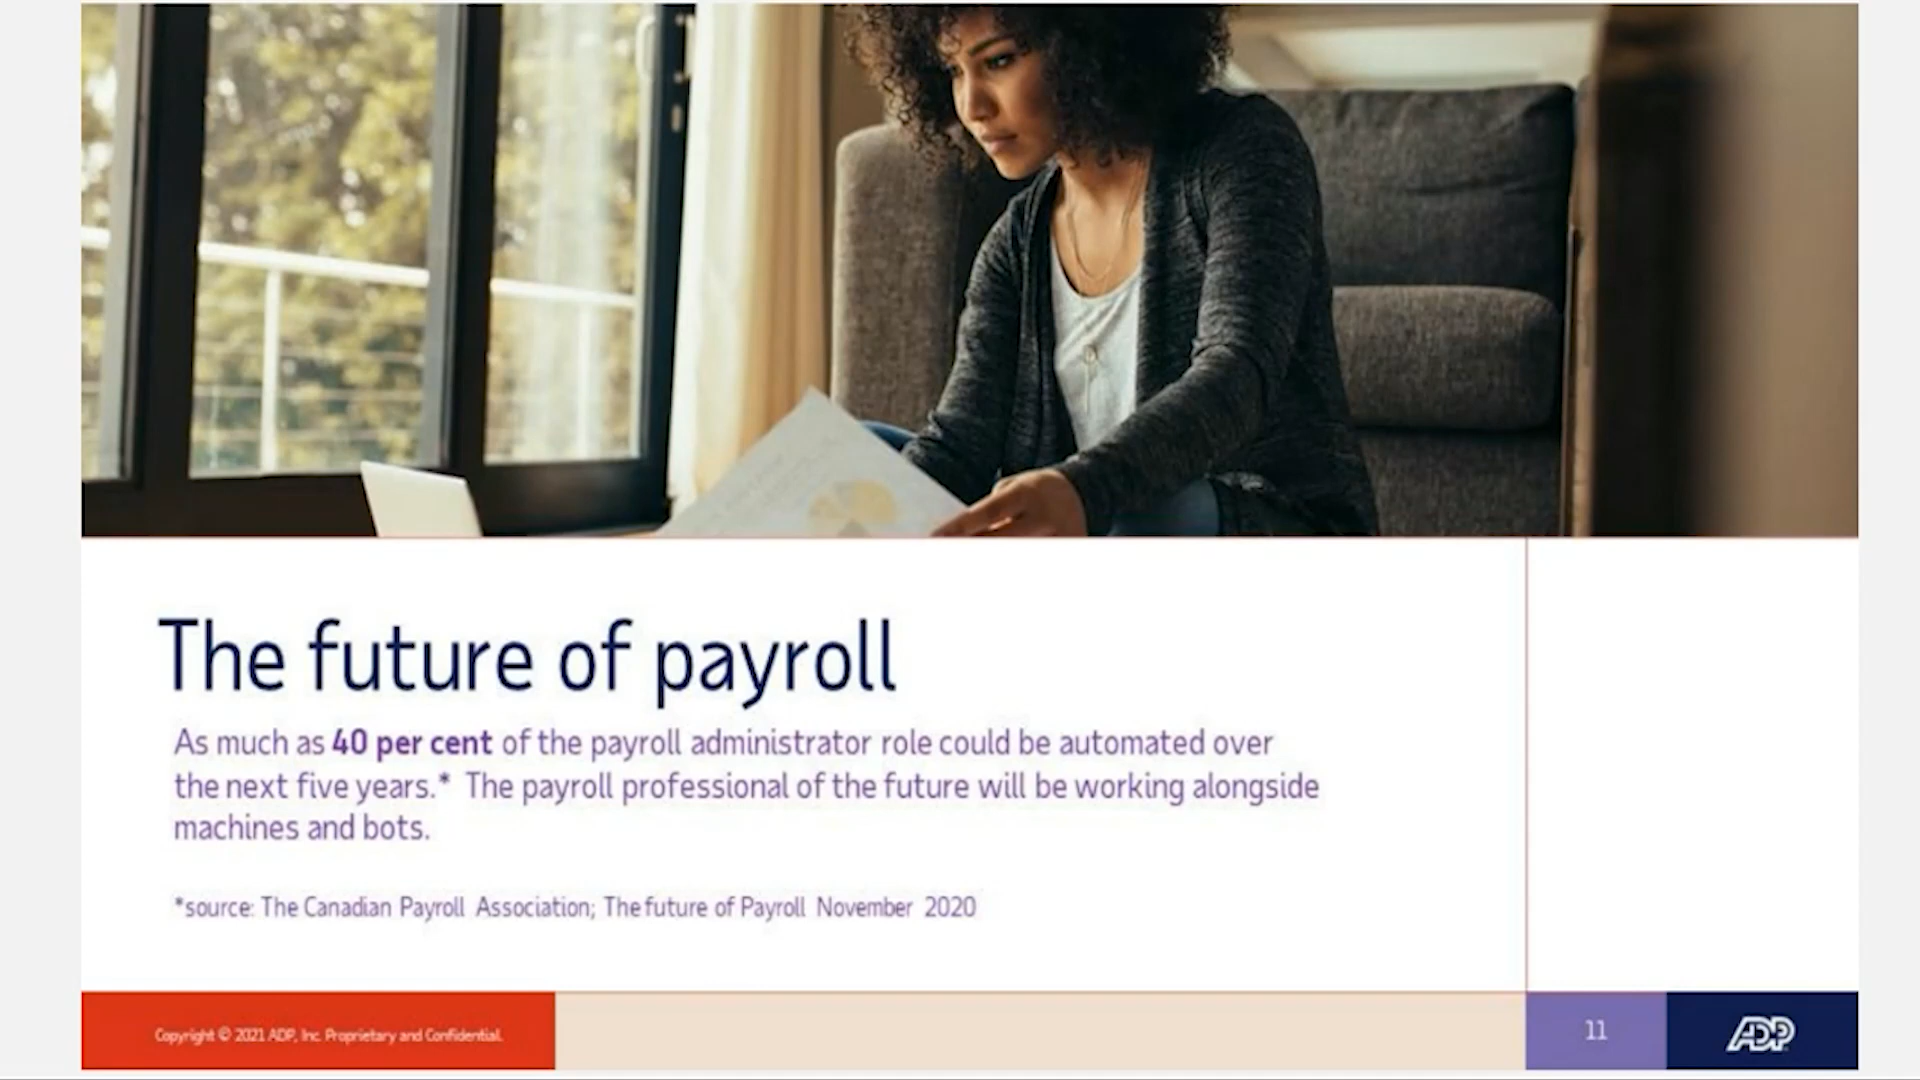 The future of payroll
As much as 40 per cent of the payroll administrator role could be automated over
the next five years.* The payroll professional of the future will be working alongside
machines and bots.
*source: The Canadian Payroll Association; The future of Payroll November 2020
Copyright © 2021 ADP, Inc. Proprietary and Confidential.
11
ADP